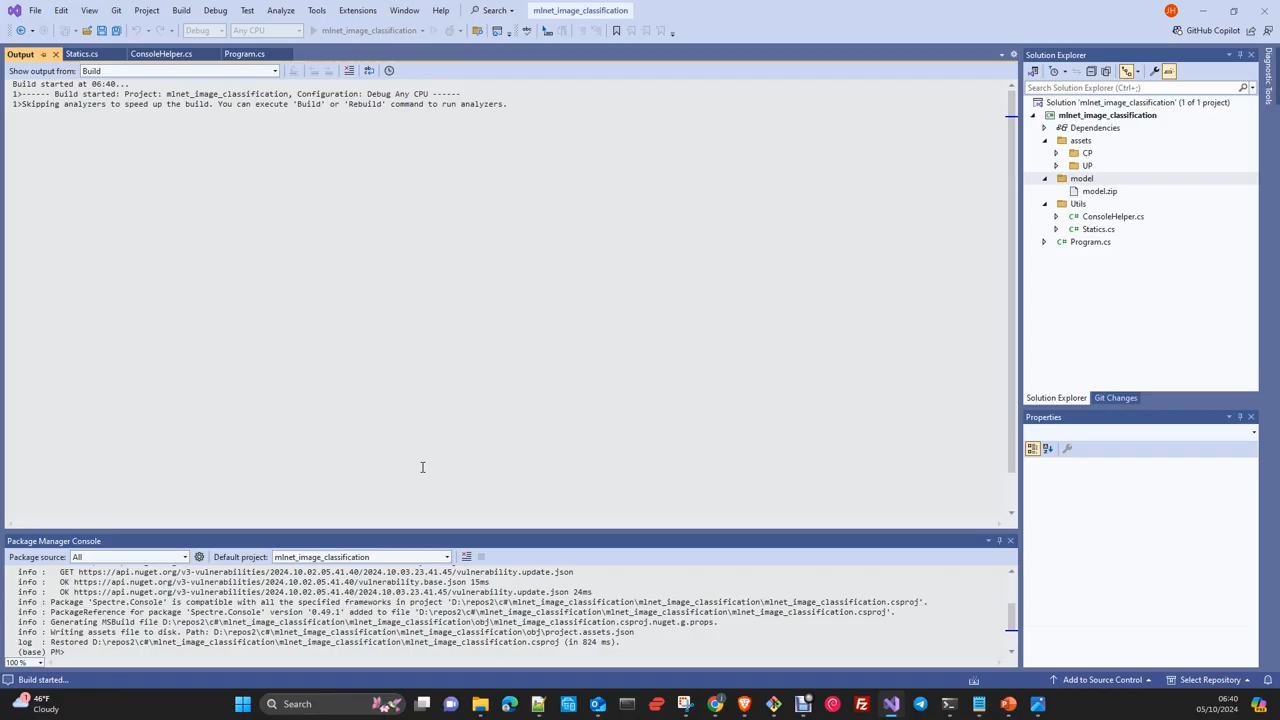 File Edit View Git Project Build Debug Test Analyze Tools Extensions Window Help Search mlnet_image_classification JH
Debug Any CPU mlnet_image_classification GitHub Copilot
Output Statics.cs ConsoleHelper.cs Program.cs
Show output from: Build
Build started at 06:40...
1>------ Build started: Project: mlnet_image_classification, Configuration: Debug Any CPU ------
1>Skipping analyzers to speed up the build. You can execute 'Build' or 'Rebuild' command to run analyzers.
Solution Explorer
Search Solution Explorer (Ctrl+;)
Solution 'mlnet_image_classification' (1 of 1 project)
mlnet_image_classification
Dependencies
assets
CP
UP
model
model.zip
Utils
C# ConsoleHelper.cs
C# Statics.cs
C# Program.cs
Solution Explorer Git Changes
Properties
Diagnostic Tools
Package Manager Console
Package source: All Default project: mlnet_image_classification
info : GET https://api.nuget.org/v3-vulnerabilities/2024.10.02.05.41.40/2024.10.03.23.41.45/vulnerability.update.json
info : OK https://api.nuget.org/v3-vulnerabilities/2024.10.02.05.41.40/vulnerability.base.json 15ms
info : OK https://api.nuget.org/v3-vulnerabilities/2024.10.02.05.41.40/2024.10.03.23.41.45/vulnerability.update.json 24ms
info : Package 'Spectre.Console' is compatible with all the specified frameworks in project 'D:\repos2\c#\mlnet_image_classification\mlnet_image_classification\mlnet_image_classification.csproj'.
info : PackageReference for package 'Spectre.Console' version '0.49.1' added to file 'D:\repos2\c#\mlnet_image_classification\mlnet_image_classification\mlnet_image_classification.csproj'.
info : Generating MSBuild file D:\repos2\c#\mlnet_image_classification\mlnet_image_classification\obj\mlnet_image_classification.csproj.nuget.g.props.
info : Writing assets file to disk. Path: D:\repos2\c#\mlnet_image_classification\mlnet_image_classification\obj\project.assets.json
log : Restored D:\repos2\c#\mlnet_image_classification\mlnet_image_classification\mlnet_image_classification.csproj (in 824 ms).
(base) PM>
100 %
Build started... Add to Source Control Select Repository
1 46°F Search 06:40
Cloudy 05/10/2024